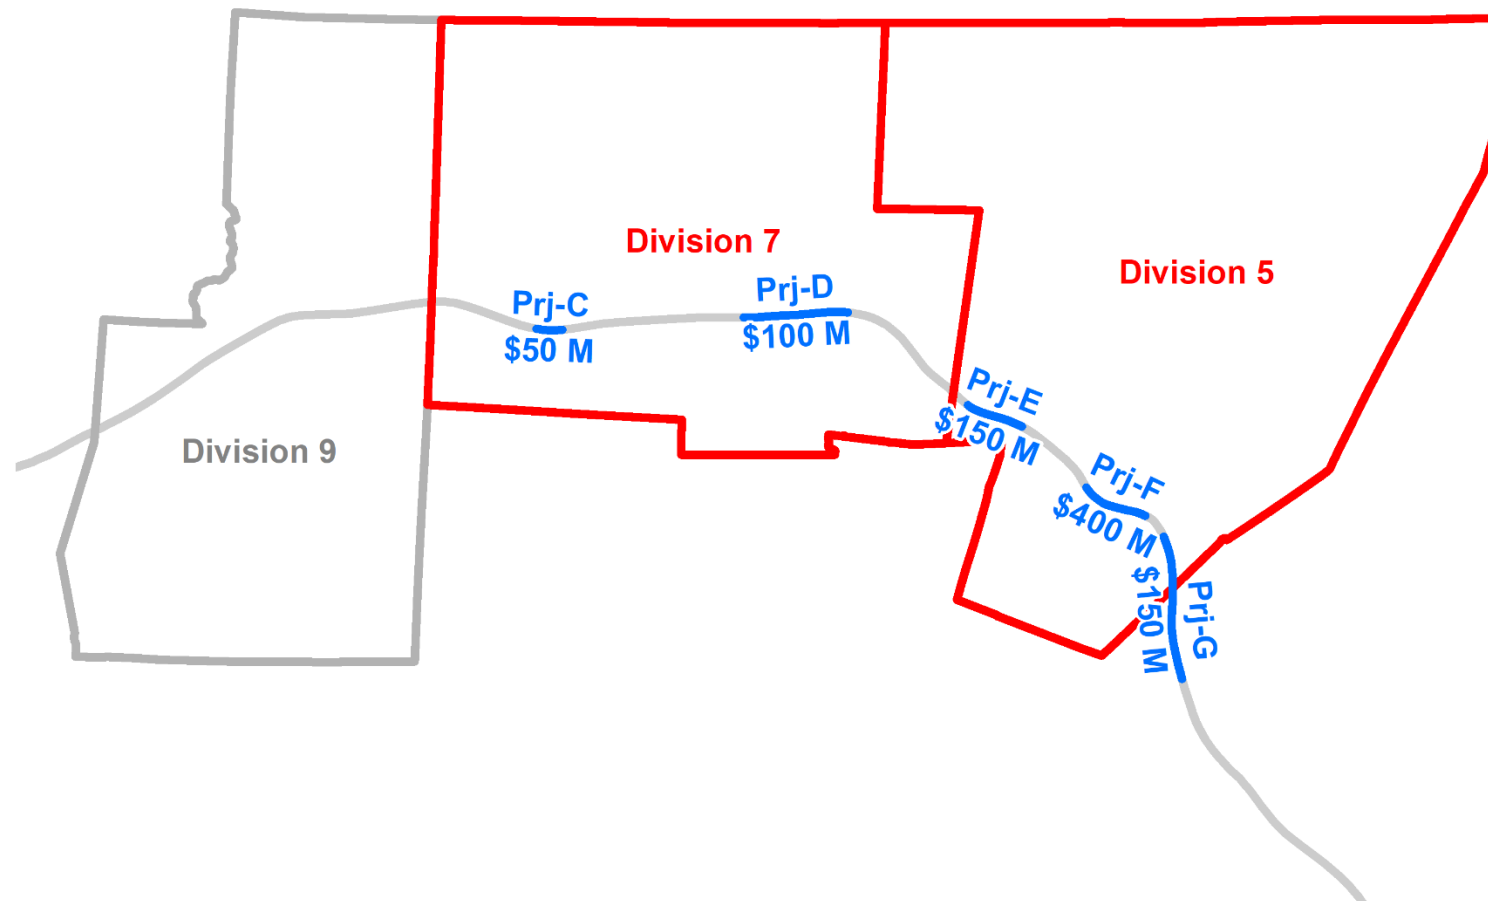 Division 7
Division 5
Division 9
Prj-C
$50 M
Prj-D
$100 M
Prj-E
$150 M
Prj-F
$400 M
Prj-G
$150 M